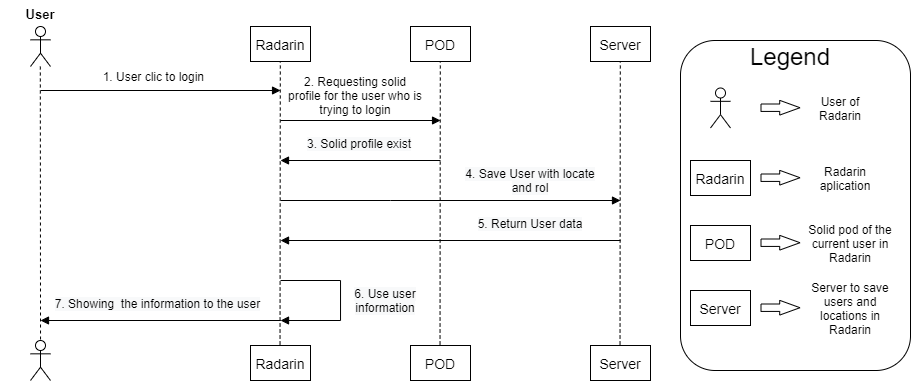 User
Radarin
POD
Server
1. User clic to login
2. Requesting solid
profile for the user who is
trying to login
3. Solid profile exist
4. Save User with locate
and rol
5. Return User data
6. Use user
information
7. Showing  the information to the user
Radarin
POD
Server
Legend
User of
Radarin
Radarin
Radarin
aplication
POD
Solid pod of the
current user in
Radarin
Server
Server to save
users and
locations in
Radarin